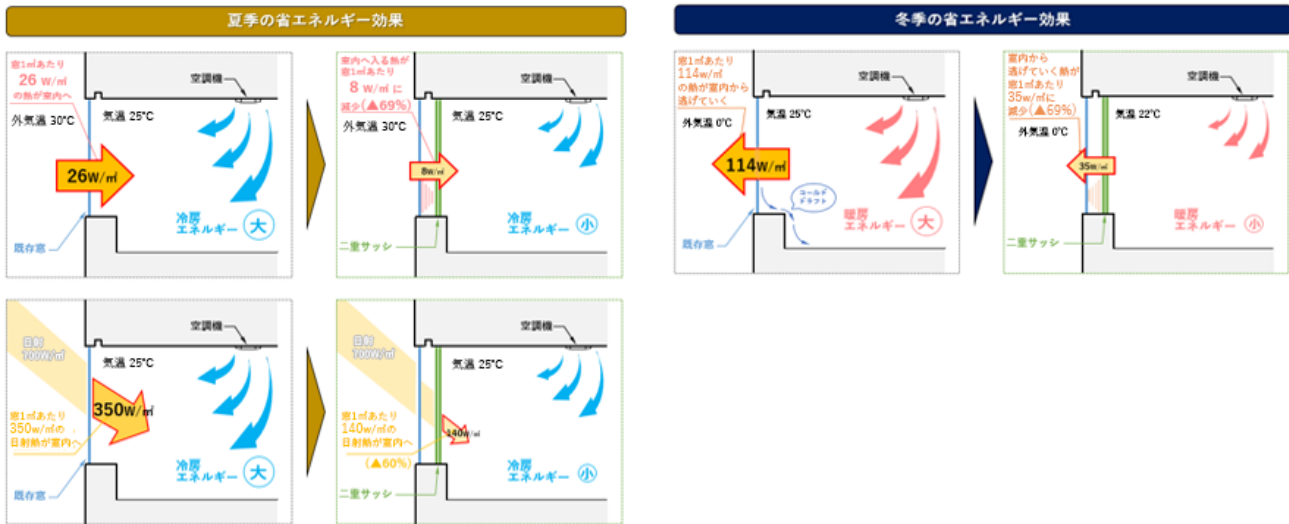 夏季の省エネルギー効果
窓1㎡あたり
26 W/㎡
の熱が室内へ
外気温 30°C
気温 25°C
空調機
26W/㎡
冷房
エネルギー 大
既存窓
室内へ入る熱が
窓1㎡あたり
8 W/㎡ に
減少(▲69%)
外気温 30°C
気温 25°C
空調機
8W/㎡
冷房
エネルギー 小
二重サッシ
日射
700W/㎡
気温 25°C
空調機
350W/㎡
窓1㎡あたり
350w/㎡の
日射熱が室内へ
冷房
エネルギー 大
既存窓
日射
700W/㎡
気温 25°C
空調機
140W/㎡
窓1㎡あたり
140w/㎡の
日射熱が室内へ
(▲60%)
冷房
エネルギー 小
二重サッシ
冬季の省エネルギー効果
窓1㎡あたり
114w/㎡
の熱が室内から
逃げていく
外気温 0°C
気温 25°C
空調機
114W/㎡
コールド
ドラフト
暖房
エネルギー 大
既存窓
室内から
逃げていく熱が
窓1㎡あたり
35w/㎡に
減少(▲69%)
外気温 0°C
気温 22°C
空調機
35W/㎡
暖房
エネルギー 小
二重サッシ